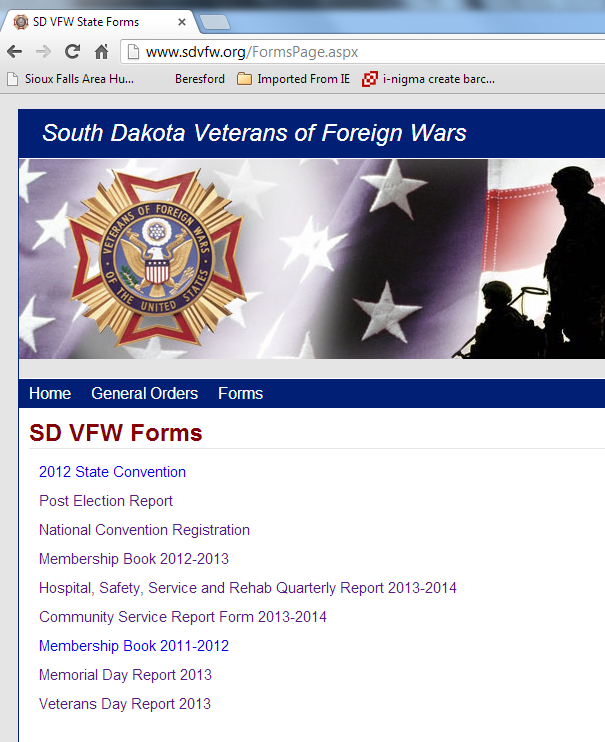 SD VFW State Forms
www.sdvfw.org/FormsPage.aspx
Sioux Falls Area Hu... Beresford Imported From IE i-nigma create barc...
South Dakota Veterans of Foreign Wars
VETERANS OF FOREIGN WARS
OF THE UNITED STATES
Home General Orders Forms
SD VFW Forms
2012 State Convention
Post Election Report
National Convention Registration
Membership Book 2012-2013
Hospital, Safety, Service and Rehab Quarterly Report 2013-2014
Community Service Report Form 2013-2014
Membership Book 2011-2012
Memorial Day Report 2013
Veterans Day Report 2013